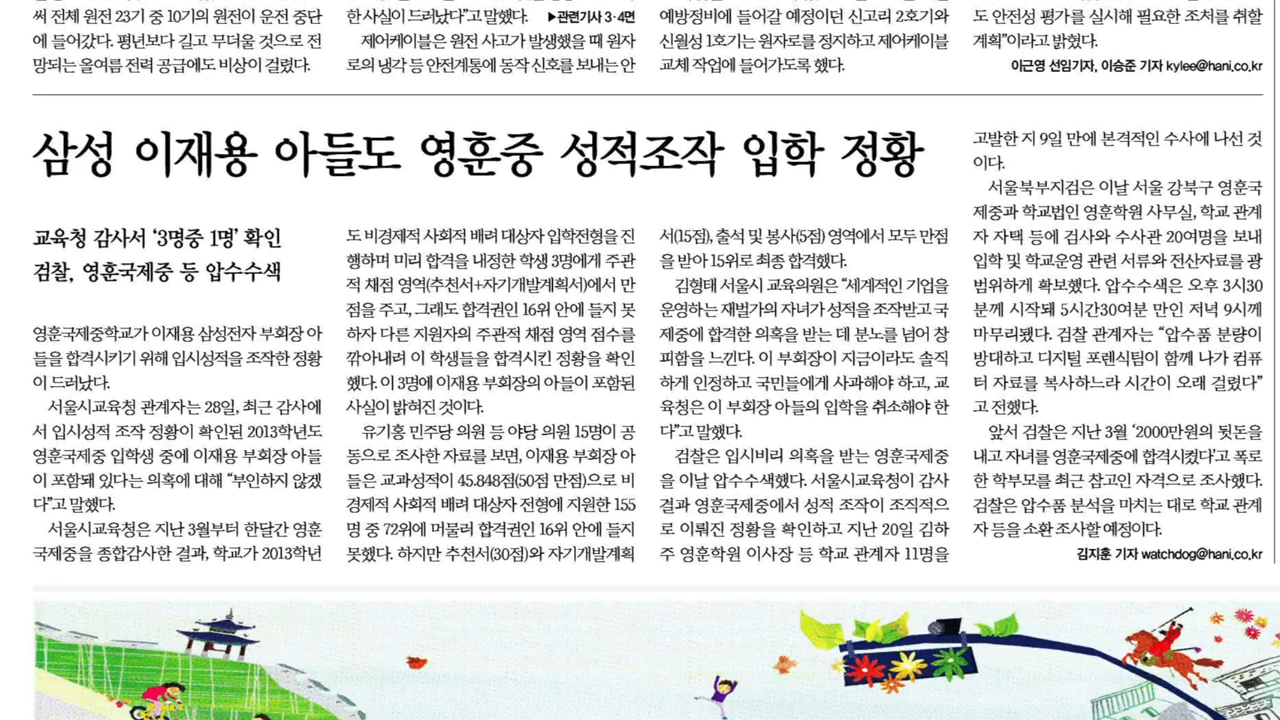 써 전체 원전 23기 중 10기의 원전이 운전 중단
에 들어갔다. 평년보다 길고 무더울 것으로 전
망되는 올여름 전력 공급에도 비상이 걸렸다.
한 사실이 드러났다”고 말했다. ▶관련기사 3·4면
제어케이블은 원전 사고가 발생했을 때 원자
로의 냉각 등 안전계통에 동작 신호를 보내는 안
예방정비에 들어갈 예정이던 신고리 2호기와
신월성 1호기는 원자로를 정지하고 제어케이블
교체 작업에 들어가도록 했다.
도 안전성 평가를 실시해 필요한 조처를 취할
계획”이라고 밝혔다.
이근영 선임기자, 이승준 기자 kylee@hani.co.kr
삼성 이재용 아들도 영훈중 성적조작 입학 정황
교육청 감사서 ‘3명중 1명’ 확인
검찰, 영훈국제중 등 압수수색
영훈국제중학교가 이재용 삼성전자 부회장 아
들을 합격시키기 위해 입시성적을 조작한 정황
이 드러났다.
서울시교육청 관계자는 28일, 최근 감사에
서 입시성적 조작 정황이 확인된 2013학년도
영훈국제중 입학생 중에 이재용 부회장 아들
이 포함돼 있다는 의혹에 대해 “부인하지 않겠
다”고 말했다.
서울시교육청은 지난 3월부터 한달간 영훈
국제중을 종합감사한 결과, 학교가 2013학년
도 비경제적 사회적 배려 대상자 입학전형을 진
행하며 미리 합격을 내정한 학생 3명에게 주관
적 채점 영역(추천서+자기개발계획서)에서 만
점을 주고, 그래도 합격권인 16위 안에 들지 못
하자 다른 지원자의 주관적 채점 영역 점수를
깎아내려 이 학생들을 합격시킨 정황을 확인
했다. 이 3명에 이재용 부회장의 아들이 포함된
사실이 밝혀진 것이다.
유기홍 민주당 의원 등 야당 의원 15명이 공
동으로 조사한 자료를 보면, 이재용 부회장 아
들은 교과성적이 45.848점(50점 만점)으로 비
경제적 사회적 배려 대상자 전형에 지원한 155
명 중 72위에 머물러 합격권인 16위 안에 들지
못했다. 하지만 추천서(30점)와 자기개발계획
서(15점), 출석 및 봉사(5점) 영역에서 모두 만점
을 받아 15위로 최종 합격했다.
김형태 서울시 교육의원은 “세계적인 기업을
운영하는 재벌가의 자녀가 성적을 조작받고 국
제중에 합격한 의혹을 받는 데 분노를 넘어 창
피함을 느낀다. 이 부회장이 지금이라도 솔직
하게 인정하고 국민들에게 사과해야 하고, 교
육청은 이 부회장 아들의 입학을 취소해야 한
다”고 말했다.
검찰은 입시비리 의혹을 받는 영훈국제중
을 이날 압수수색했다. 서울시교육청이 감사
결과 영훈국제중에서 성적 조작이 조직적으
로 이뤄진 정황을 확인하고 지난 20일 김하
주 영훈학원 이사장 등 학교 관계자 11명을
고발한 지 9일 만에 본격적인 수사에 나선 것
이다.
서울북부지검은 이날 서울 강북구 영훈국
제중과 학교법인 영훈학원 사무실, 학교 관계
자 자택 등에 검사와 수사관 20여명을 보내
입학 및 학교운영 관련 서류와 전산자료를 광
범위하게 확보했다. 압수수색은 오후 3시30
분께 시작돼 5시간30여분 만인 저녁 9시께
마무리됐다. 검찰 관계자는 “압수품 분량이
방대하고 디지털 포렌식팀이 함께 나가 컴퓨
터 자료를 복사하느라 시간이 오래 걸렸다”
고 전했다.
앞서 검찰은 지난 3월 ‘2000만원의 뒷돈을
내고 자녀를 영훈국제중에 합격시켰다’고 폭로
한 학부모를 최근 참고인 자격으로 조사했다.
검찰은 압수품 분석을 마치는 대로 학교 관계
자 등을 소환 조사할 예정이다.
김지훈 기자 watchdog@hani.co.kr